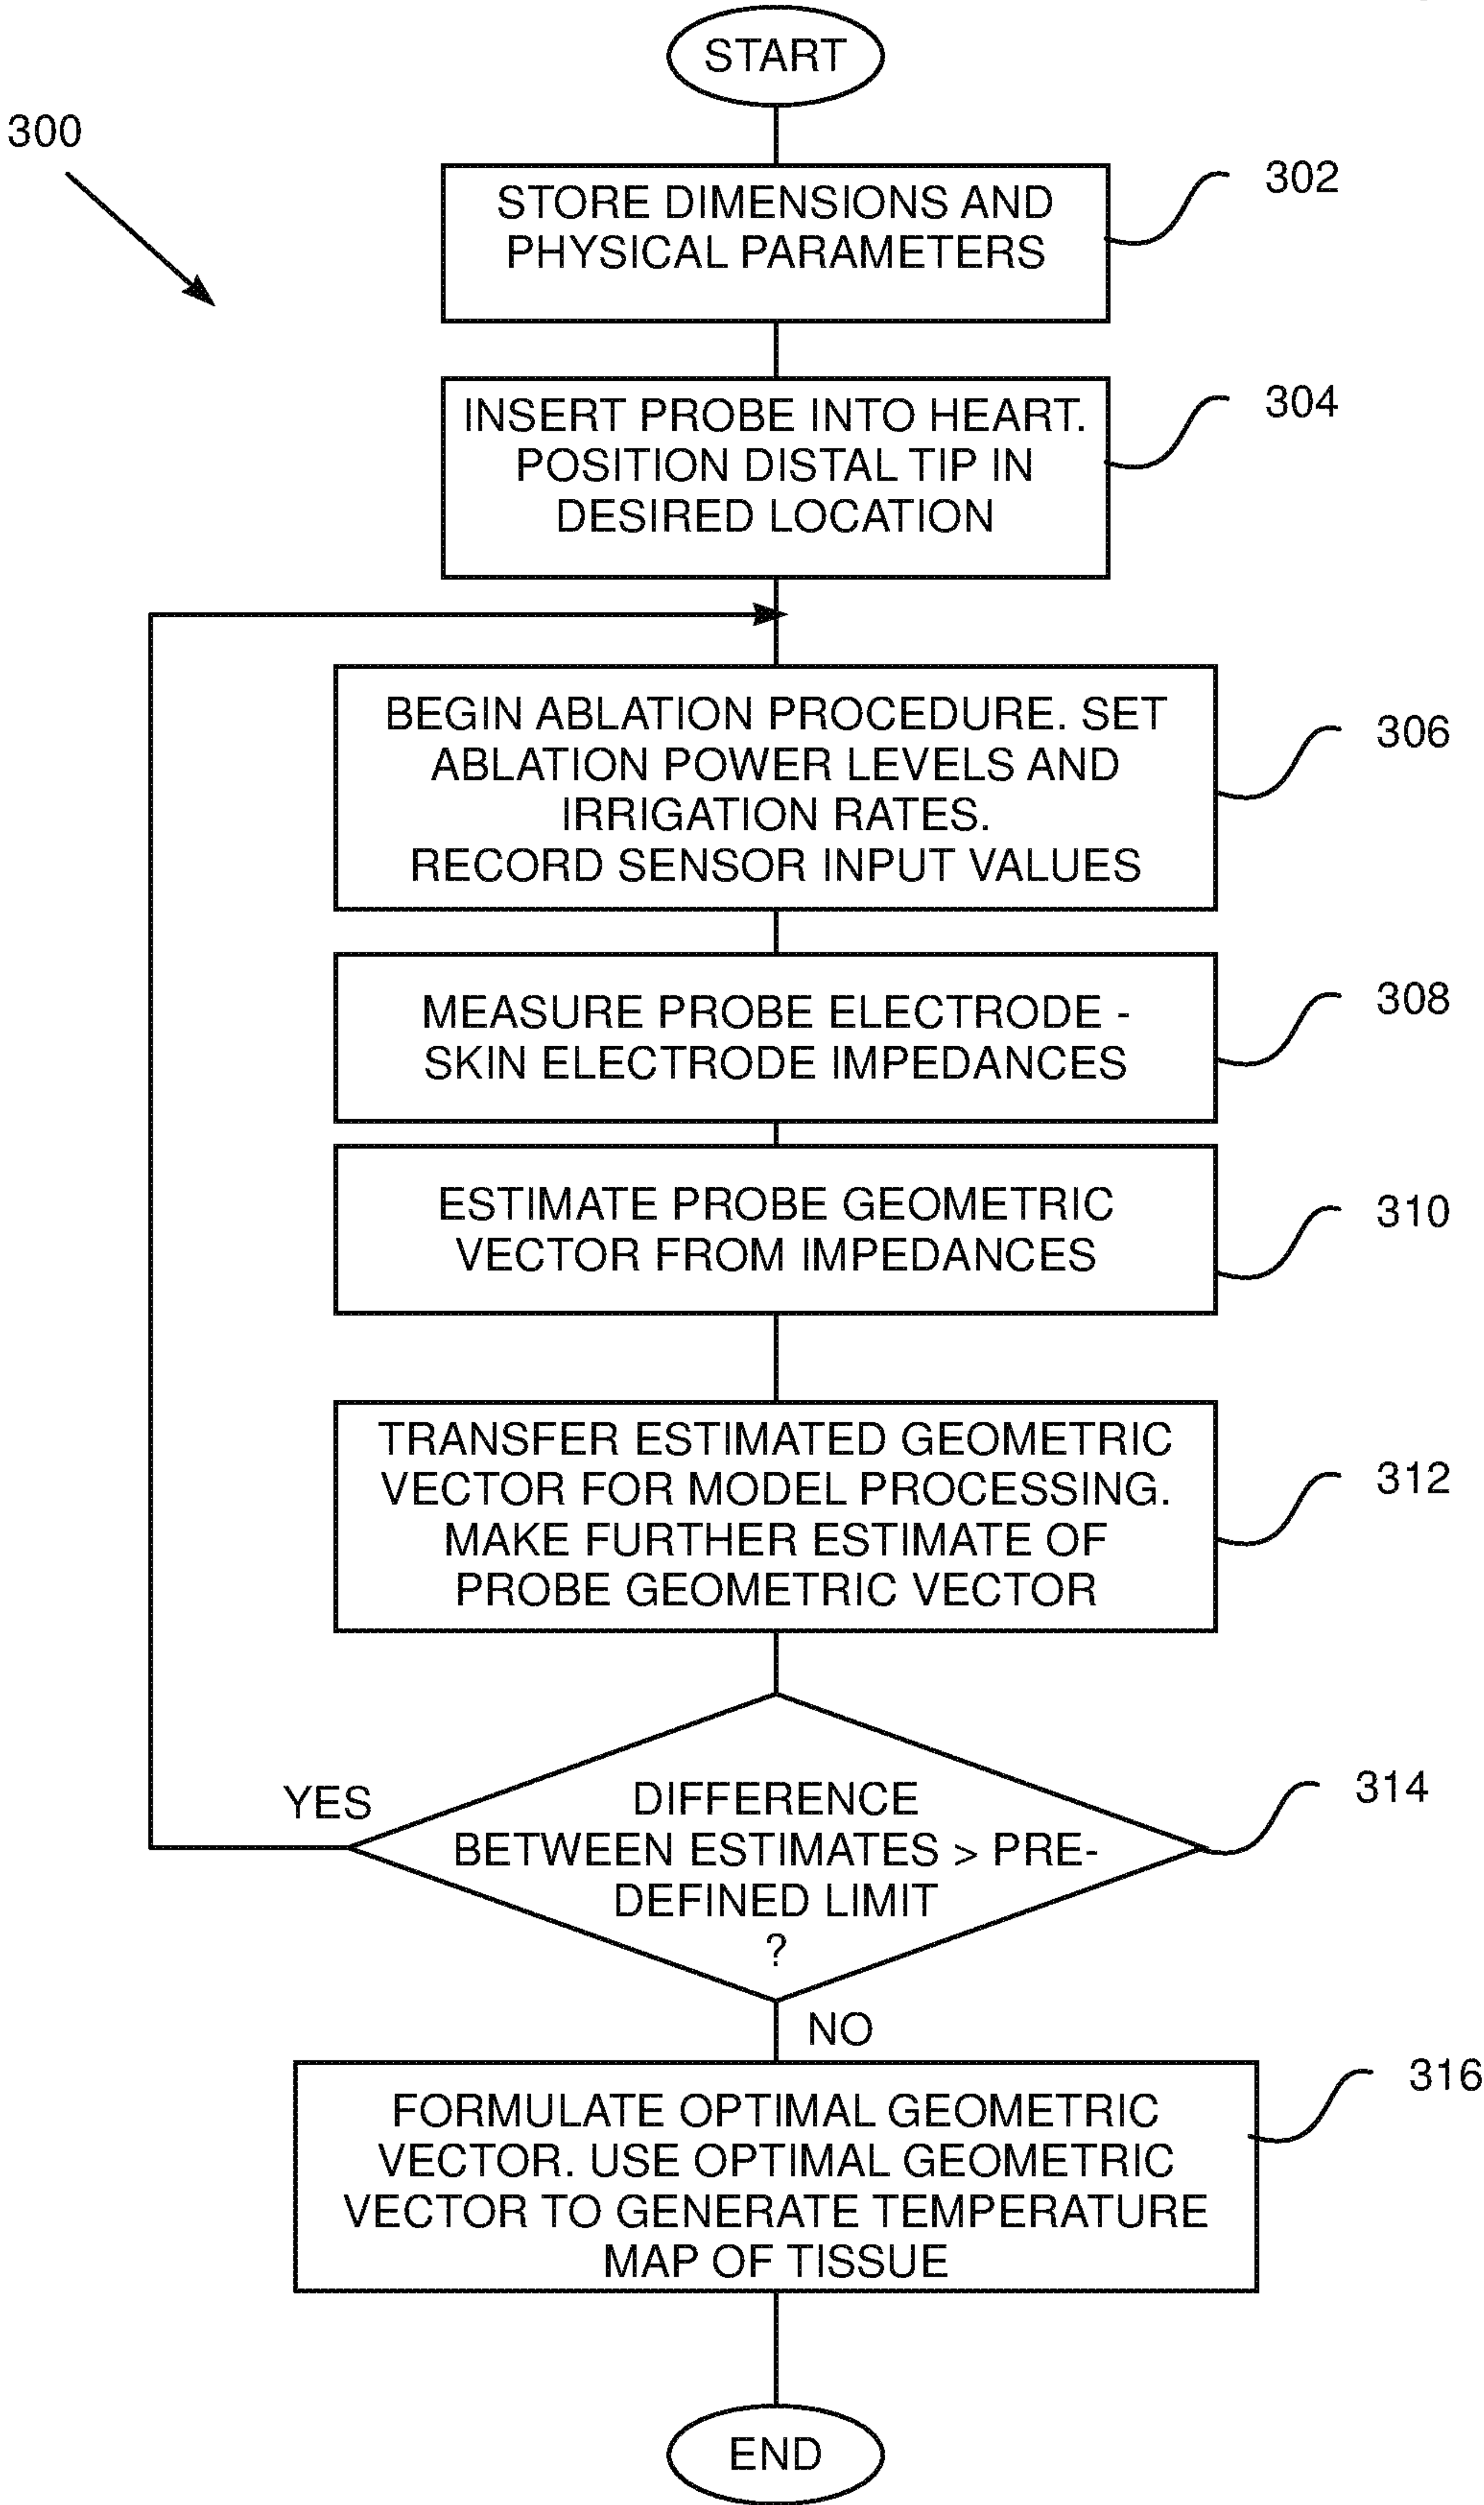 START
300
302
STORE DIMENSIONS AND
PHYSICAL PARAMETERS
304
INSERT PROBE INTO HEART.
POSITION DISTAL TIP IN
DESIRED LOCATION
306
BEGIN ABLATION PROCEDURE. SET
ABLATION POWER LEVELS AND
IRRIGATION RATES.
RECORD SENSOR INPUT VALUES
308
MEASURE PROBE ELECTRODE -
SKIN ELECTRODE IMPEDANCES
310
ESTIMATE PROBE GEOMETRIC
VECTOR FROM IMPEDANCES
312
TRANSFER ESTIMATED GEOMETRIC
VECTOR FOR MODEL PROCESSING.
MAKE FURTHER ESTIMATE OF
PROBE GEOMETRIC VECTOR
314
YES
DIFFERENCE
BETWEEN ESTIMATES > PRE-
DEFINED LIMIT
?
NO
316
FORMULATE OPTIMAL GEOMETRIC
VECTOR. USE OPTIMAL GEOMETRIC
VECTOR TO GENERATE TEMPERATURE
MAP OF TISSUE
END